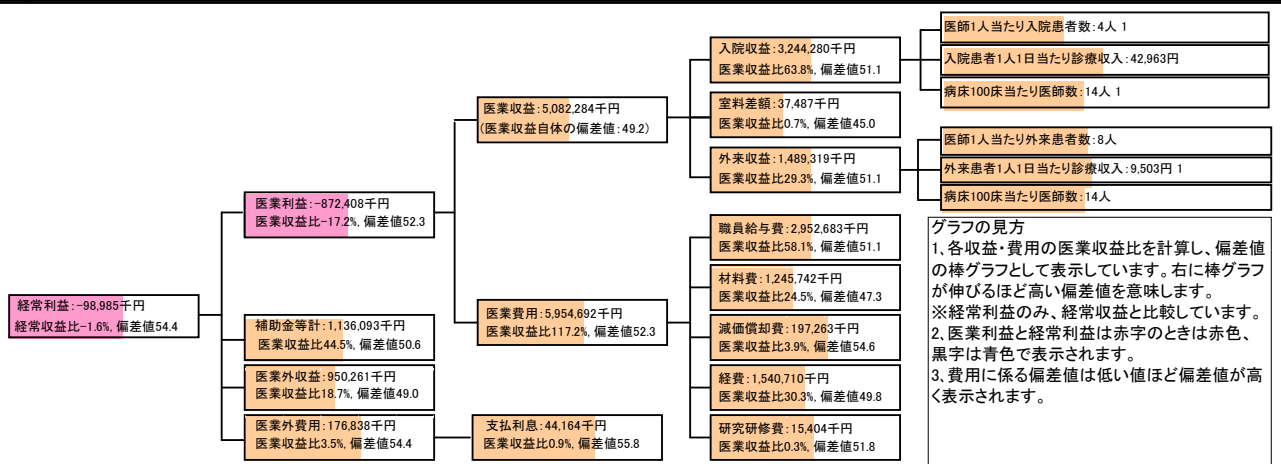 経常利益:-98,985千円
経常収益比-1.6%, 偏差値54.4
医業利益:-872,408千円
医業収益比-17.2%, 偏差値52.3
補助金等計:1,136,093千円
医業収益比44.5%, 偏差値50.6
医業外収益:950,261千円
医業収益比18.7%, 偏差値49.0
医業外費用:176,838千円
医業収益比3.5%, 偏差値54.4
医業収益:5,082,284千円
(医業収益自体の偏差値:49.2)
医業費用:5,954,692千円
医業収益比117.2%, 偏差値52.3
支払利息:44,164千円
医業収益比0.9%, 偏差値55.8
入院収益:3,244,280千円
医業収益比63.8%, 偏差値51.1
室料差額:37,487千円
医業収益比0.7%, 偏差値45.0
外来収益:1,489,319千円
医業収益比29.3%, 偏差値51.1
職員給与費:2,952,683千円
医業収益比58.1%, 偏差値51.1
材料費:1,245,742千円
医業収益比24.5%, 偏差値47.3
減価償却費:197,263千円
医業収益比3.9%, 偏差値54.6
経費:1,540,710千円
医業収益比30.3%, 偏差値49.8
研究研修費:15,404千円
医業収益比0.3%, 偏差値51.8
医師1人当たり入院患者数:4人 1
入院患者1人1日当たり診療収入:42,963円
病床100床当たり医師数:14人 1
医師1人当たり外来患者数:8人
外来患者1人1日当たり診療収入:9,503円 1
病床100床当たり医師数:14人
グラフの見方
1、各収益・費用の医業収益比を計算し、偏差値
の棒グラフとして表示しています。右に棒グラフ
が伸びるほど高い偏差値を意味します。
※経常利益のみ、経常収益と比較しています。
2、医業利益と経常利益は赤字のときは赤色、
黒字は青色で表示されます。
3、費用に係る偏差値は低い値ほど偏差値が高
く表示されます。